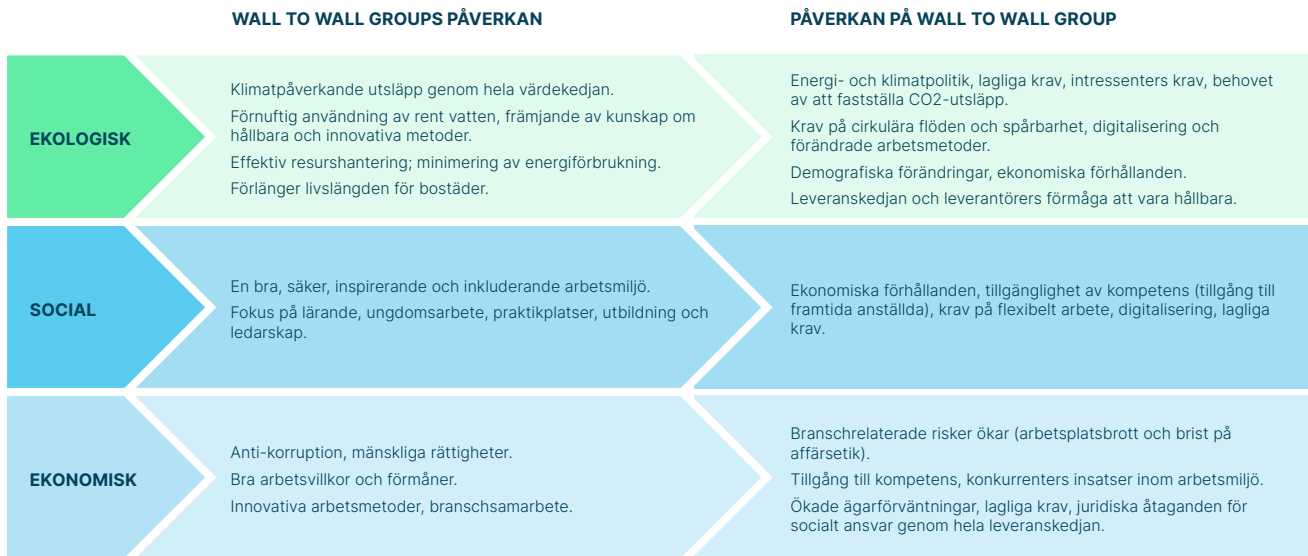 WALL TO WALL GROUPS PÅVERKAN
PÅVERKAN PÅ WALL TO WALL GROUP
EKOLOGISK
Klimatpåverkande utsläpp genom hela värdekedjan.
Förnuftig användning av rent vatten, främjande av kunskap om
hållbara och innovativa metoder.
Effektiv resurshantering; minimering av energiförbrukning.
Förlänger livslängden för bostäder.
Energi- och klimatpolitik, lagliga krav, intressenters krav, behovet
av att fastställa CO2-utsläpp.
Krav på cirkulära flöden och spårbarhet, digitalisering och
förändrade arbetsmetoder.
Demografiska förändringar, ekonomiska förhållanden.
Leveranskedjan och leverantörers förmåga att vara hållbara.
SOCIAL
En bra, säker, inspirerande och inkluderande arbetsmiljö.
Fokus på lärande, ungdomsarbete, praktikplatser, utbildning och
ledarskap.
Ekonomiska förhållanden, tillgänglighet av kompetens (tillgång till
framtida anställda), krav på flexibelt arbete, digitalisering, lagliga
krav.
EKONOMISK
Anti-korruption, mänskliga rättigheter.
Bra arbetsvillkor och förmåner.
Innovativa arbetsmetoder, branschsamarbete.
Branschrelaterade risker ökar (arbetsplatsbrott och brist på
affärsetik).
Tillgång till kompetens, konkurrenters insatser inom arbetsmiljö.
Ökade ägarförväntningar, lagliga krav, juridiska åtaganden för
socialt ansvar genom hela leveranskedjan.